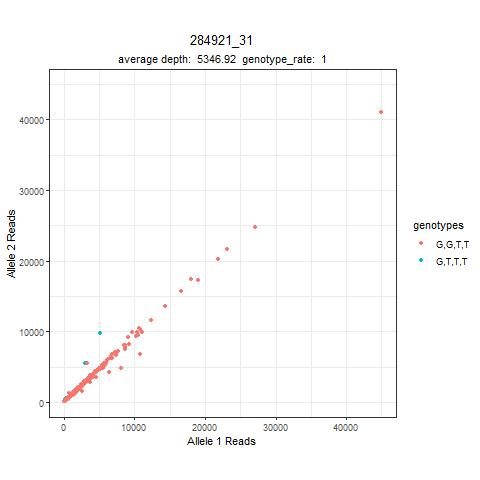 284921_31
average depth:  5346.92  genotype_rate:  1
40000
30000
20000
10000
0
Allele 2 Reads
0 10000 20000 30000 40000
Allele 1 Reads
genotypes
G,G,T,T
G,T,T,T